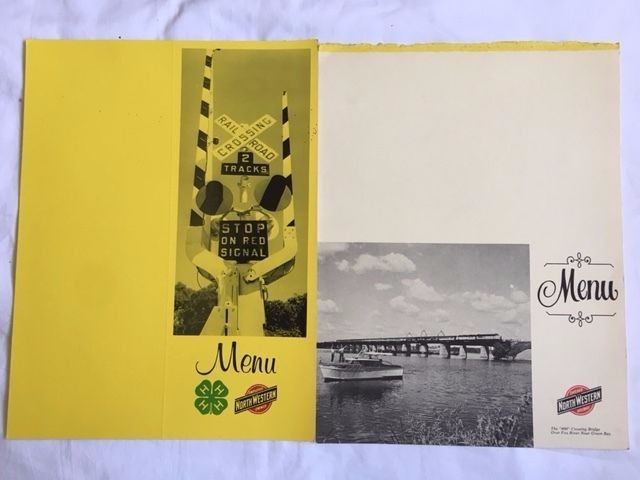 RAIL ROAD
CROSSING
2
TRACKS
STOP
ON RED
SIGNAL
Menu
H H
H H
NORTH WESTERN
Menu
CHICAGO
NORTH WESTERN
The "400" Crossing Bridge
Over Fox River Near Green Bay